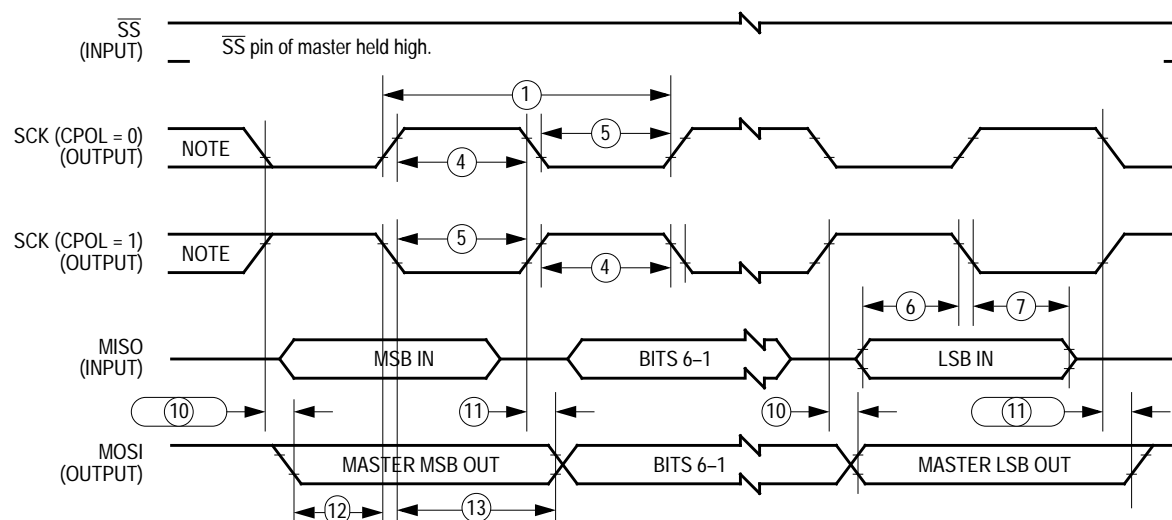 SS
(INPUT)
SS pin of master held high.
1
SCK (CPOL = 0)
(OUTPUT)
NOTE
4
5
SCK (CPOL = 1)
(OUTPUT)
NOTE
5
4
6
7
MISO
(INPUT)
MSB IN
BITS 6–1
LSB IN
10
11
10
11
MOSI
(OUTPUT)
MASTER MSB OUT
BITS 6–1
MASTER LSB OUT
12
13